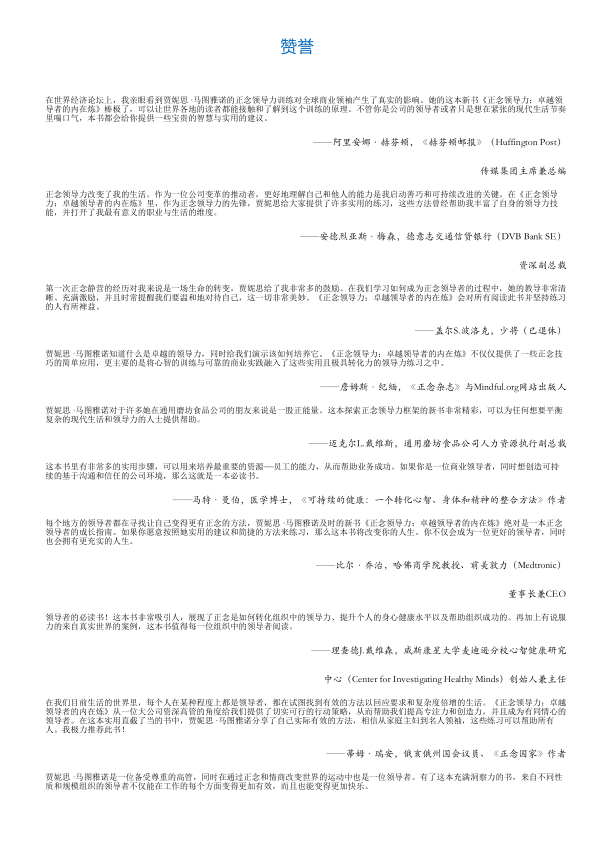 赞誉
在世界经济论坛上，我亲眼看到贾妮思·马图雅诺的正念领导力训练对全球商业领袖产生了真实的影响。她的这本新书《正念领导力：卓越领
导者的内在炼》棒极了，可以让世界各地的读者都能接触和了解到这个训练的原理。不管你是公司的领导者或者只是想在紧张的现代生活节奏
里喘口气，本书都会给你提供一些宝贵的智慧与实用的建议。
——阿里安娜·赫芬顿，《赫芬顿邮报》（Huffington Post）
传媒集团主席兼总编
正念领导力改变了我的生活。作为一位公司变革的推动者，更好地理解自己和他人的能力是我启动善巧和可持续改进的关键。在《正念领导
力：卓越领导者的内在炼》里，作为正念领导力的先锋，贾妮思给大家提供了许多实用的练习，这些方法曾经帮助我丰富了自身的领导力技
能，并打开了我最有意义的职业与生活的维度。
——安德烈亚斯·梅森，德意志交通信贷银行（DVB Bank SE）
资深副总裁
第一次正念静营的经历对我来说是一场生命的转变，贾妮思给了我非常多的鼓励。在我们学习如何成为正念领导者的过程中，她的教导非常清
晰、充满激励，并且时常提醒我们要温和地对待自己，这一切非常美妙。《正念领导力：卓越领导者的内在炼》会对所有阅读此书并坚持练习
的人有所裨益。
——盖尔S.波洛克，少将（已退休）
贾妮思·马图雅诺知道什么是卓越的领导力，同时给我们演示该如何培养它。《正念领导力：卓越领导者的内在炼》不仅仅提供了一些正念技
巧的简单应用，更主要的是将心智的训练与可靠的商业实践融入了这些实用且极具转化力的领导力练习之中。
——詹姆斯·纪缅，《正念杂志》与Mindful.org网站出版人
贾妮思·马图雅诺对于许多她在通用磨坊食品公司的朋友来说是一股正能量。这本探索正念领导力框架的新书非常精彩，可以为任何想要平衡
复杂的现代生活和领导力的人士提供帮助。
——迈克尔L.戴维斯，通用磨坊食品公司人力资源执行副总裁
这本书里有非常多的实用步骤，可以用来培养最重要的资源—员工的能力，从而帮助业务成功。如果你是一位商业领导者，同时想创造可持
续的基于沟通和信任的公司环境，那么这就是一本必读书。
——马特·曼伯，医学博士，《可持续的健康：一个转化心智、身体和精神的整合方法》作者
每个地方的领导者都在寻找让自己变得更有正念的方法，贾妮思·马图雅诺及时的新书《正念领导力：卓越领导者的内在炼》绝对是一本正念
领导者的成长指南。如果你愿意按照她实用的建议和简捷的方法来练习，那么这本书将改变你的人生。你不仅会成为一位更好的领导者，同时
也会拥有更充实的人生。
——比尔·乔治，哈佛商学院教授、前美敦力（Medtronic）
董事长兼CEO
领导者的必读书！这本书非常吸引人，展现了正念是如何转化组织中的领导力、提升个人的身心健康水平以及帮助组织成功的。再加上有说服
力的来自真实世界的案例，这本书值得每一位组织中的领导者阅读。
——理查德J.戴维森，威斯康星大学麦迪逊分校心智健康研究
中心（Center for Investigating Healthy Minds）创始人兼主任
在我们目前生活的世界里，每个人在某种程度上都是领导者，都在试图找到有效的方法以回应要求和复杂度倍增的生活。《正念领导力：卓越
领导者的内在炼》从一位大公司资深高管的角度给我们提供了切实可行的行动策略，从而帮助我们提高专注力和创造力，并且成为有同情心的
领导者。在这本实用直截了当的书中，贾妮思·马图雅诺分享了自己实际有效的方法，相信从家庭主妇到名人领袖，这些练习可以帮助所有
人。我极力推荐此书！
——蒂姆·瑞安，俄亥俄州国会议员、《正念国家》作者
贾妮思·马图雅诺是一位备受尊重的高管，同时在通过正念和情商改变世界的运动中也是一位领导者。有了这本充满洞察力的书，来自不同性
质和规模组织的领导者不仅能在工作的每个方面变得更加有效，而且也能变得更加快乐。